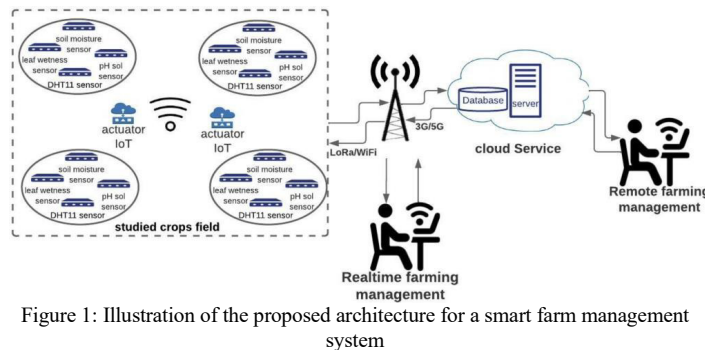 soil moisture
sensor
leaf wetness
sensor
pH sol
sensor
DHT11 sensor
soil moisture
sensor
leaf wetness
sensor
pH sol
sensor
DHT11 sensor
actuator
IoT
actuator
IoT
soil moisture
sensor
leaf wetness
sensor
pH sol
sensor
DHT11 sensor
soil moisture
sensor
leaf wetness
sensor
pH sol
sensor
DHT11 sensor
studied crops field
LoRa/WiFi
3G/5G
Database
server
cloud Service
Remote farming
management
Realtime farming
management
Figure 1: Illustration of the proposed architecture for a smart farm management
system